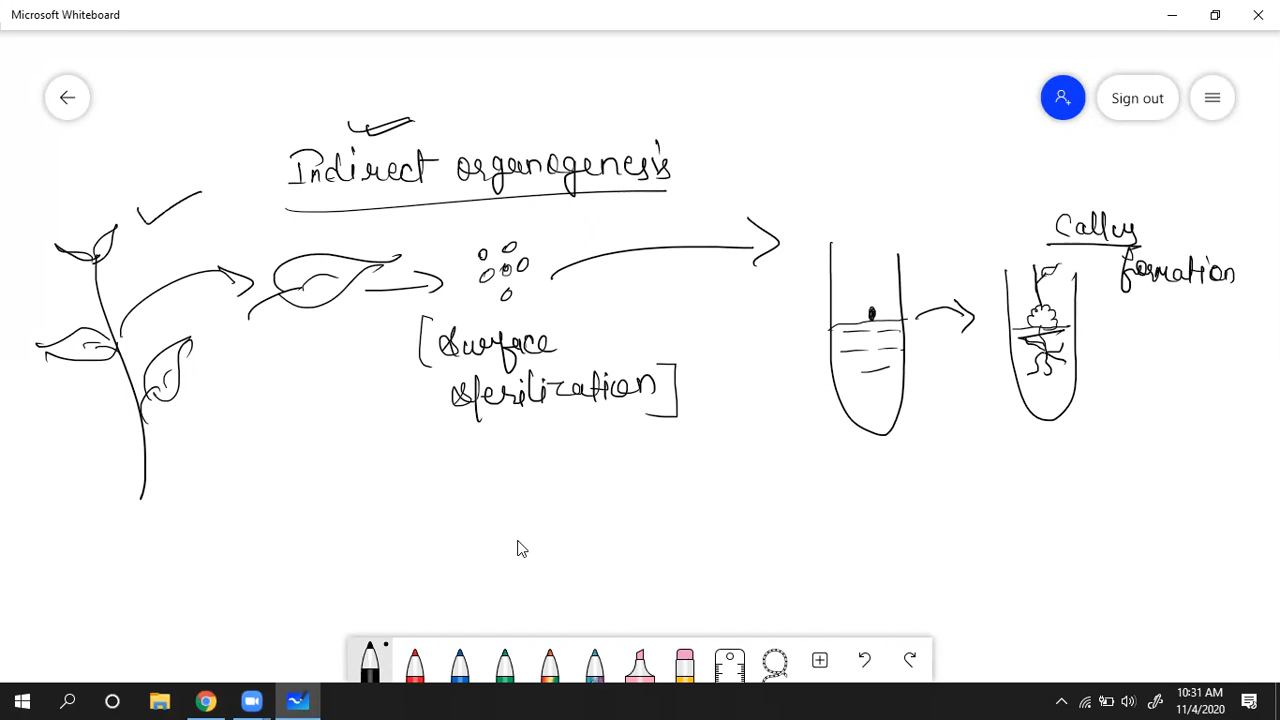 Microsoft Whiteboard
Sign out
Indirect organogenesis
Callus
formation
[Surface
sterilization]
10:31 AM
11/4/2020